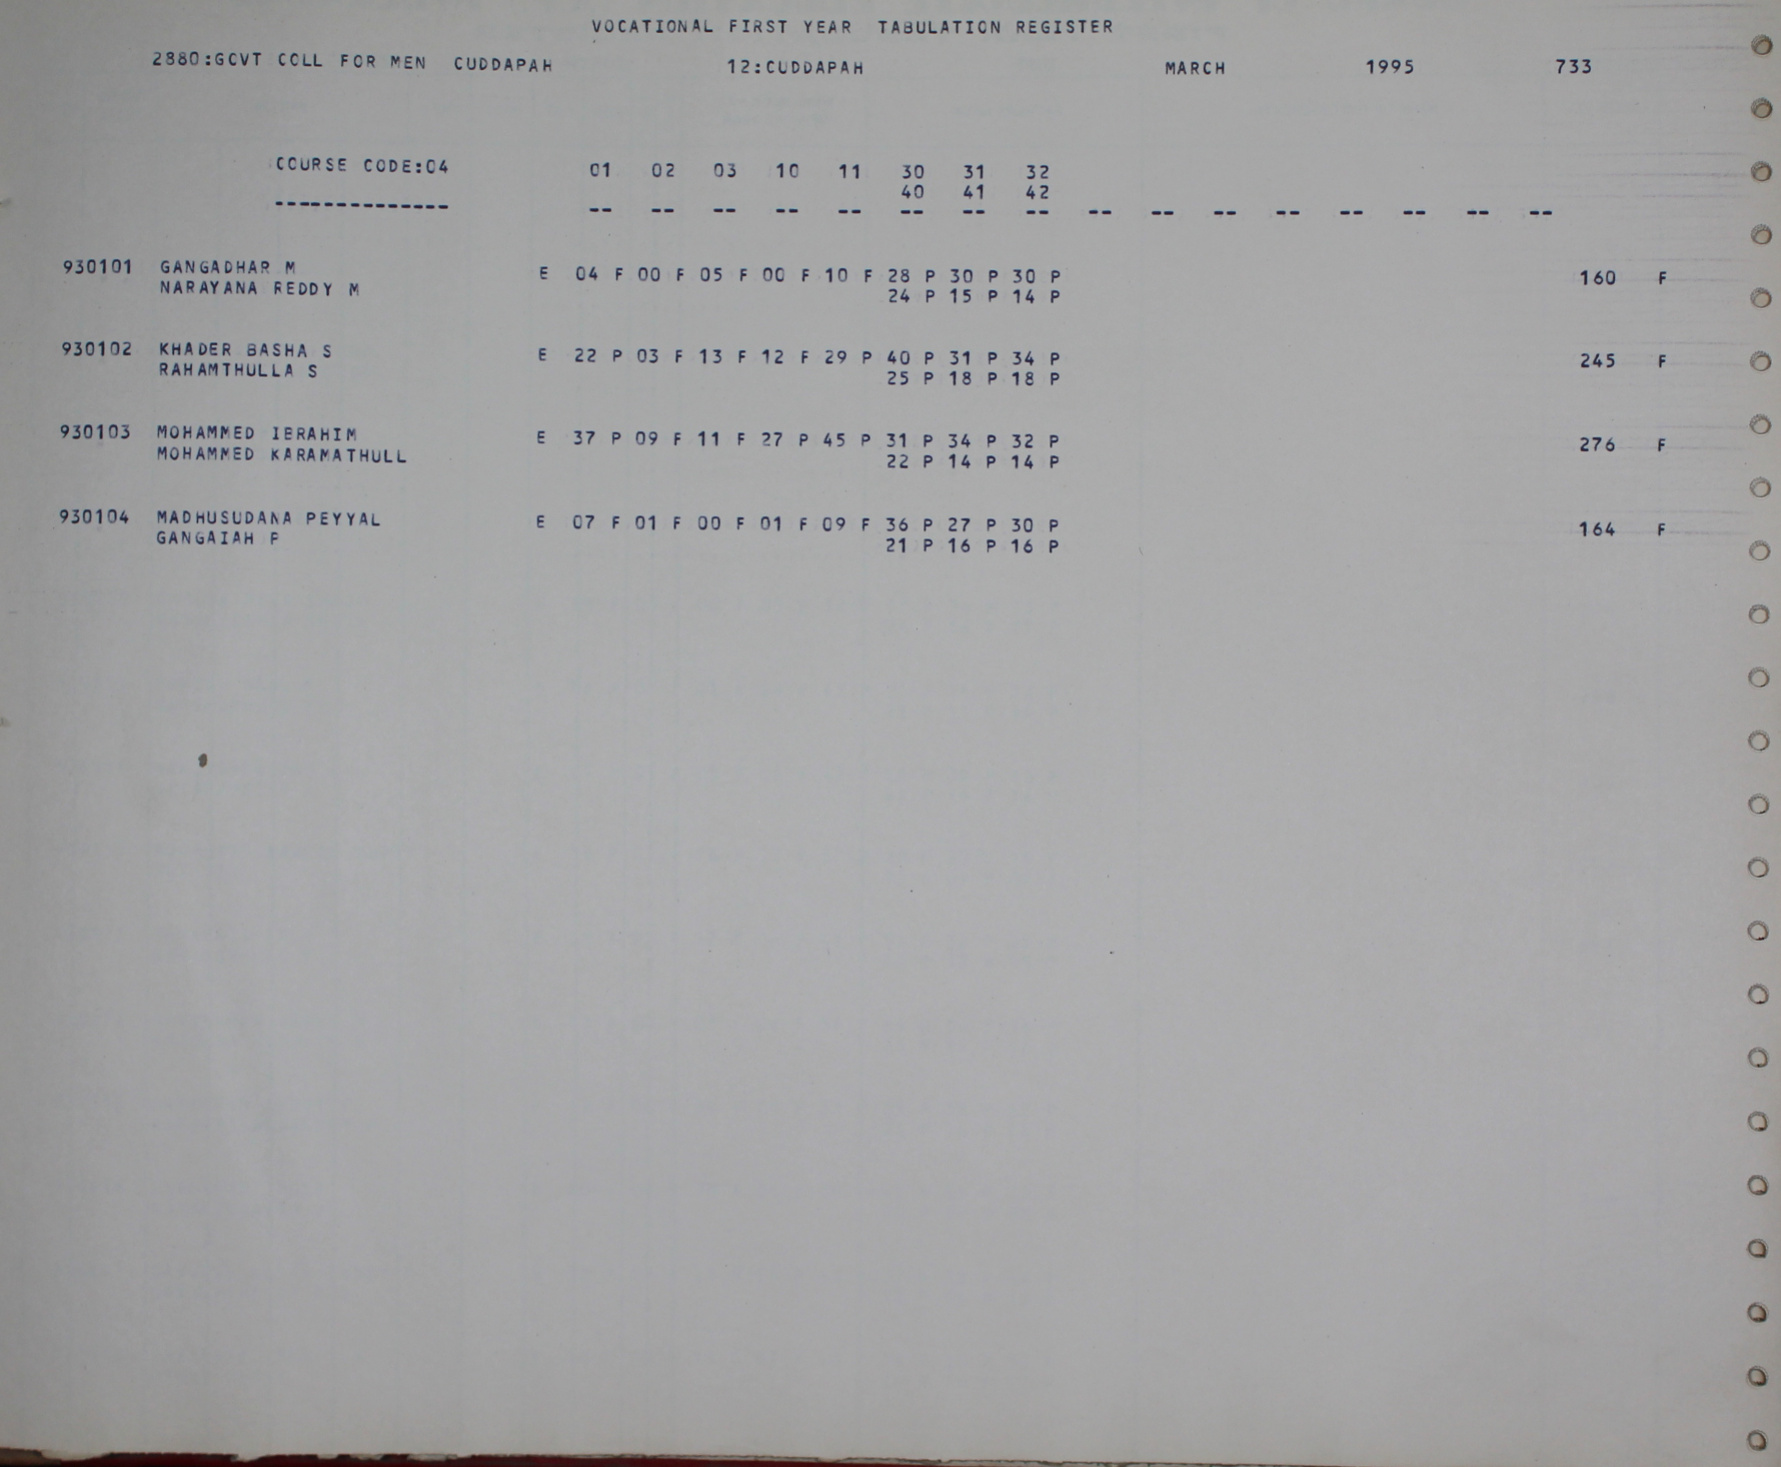 VOCATIONAL FIRST YEAR TABULATION REGISTER
2880:GOVT COLL FOR MEN CUDDAPAH 12:CUDDAPAH MARCH 1995 733
COURSE CODE:04 01 02 03 10 11 30 31 32
40 41 42
-------------- -- -- -- -- -- -- -- -- -- -- -- -- -- -- -- --
930101 GANGADHAR M E 04 F 00 F 05 F 00 F 10 F 28 P 30 P 30 P 160 F
NARAYANA REDDY M 24 P 15 P 14 P
930102 KHADER BASHA S E 22 P 03 F 13 F 12 F 29 P 40 P 31 P 34 P 245 F
RAHAMTHULLA S 25 P 18 P 18 P
930103 MOHAMMED IBRAHIM E 37 P 09 F 11 F 27 P 45 P 31 P 34 P 32 P 276 F
MOHAMMED KARAMATHULL 22 P 14 P 14 P
930104 MADHUSUDANA PEYYAL E 07 F 01 F 00 F 01 F 09 F 36 P 27 P 30 P 164 F
GANGAIAH P 21 P 16 P 16 P